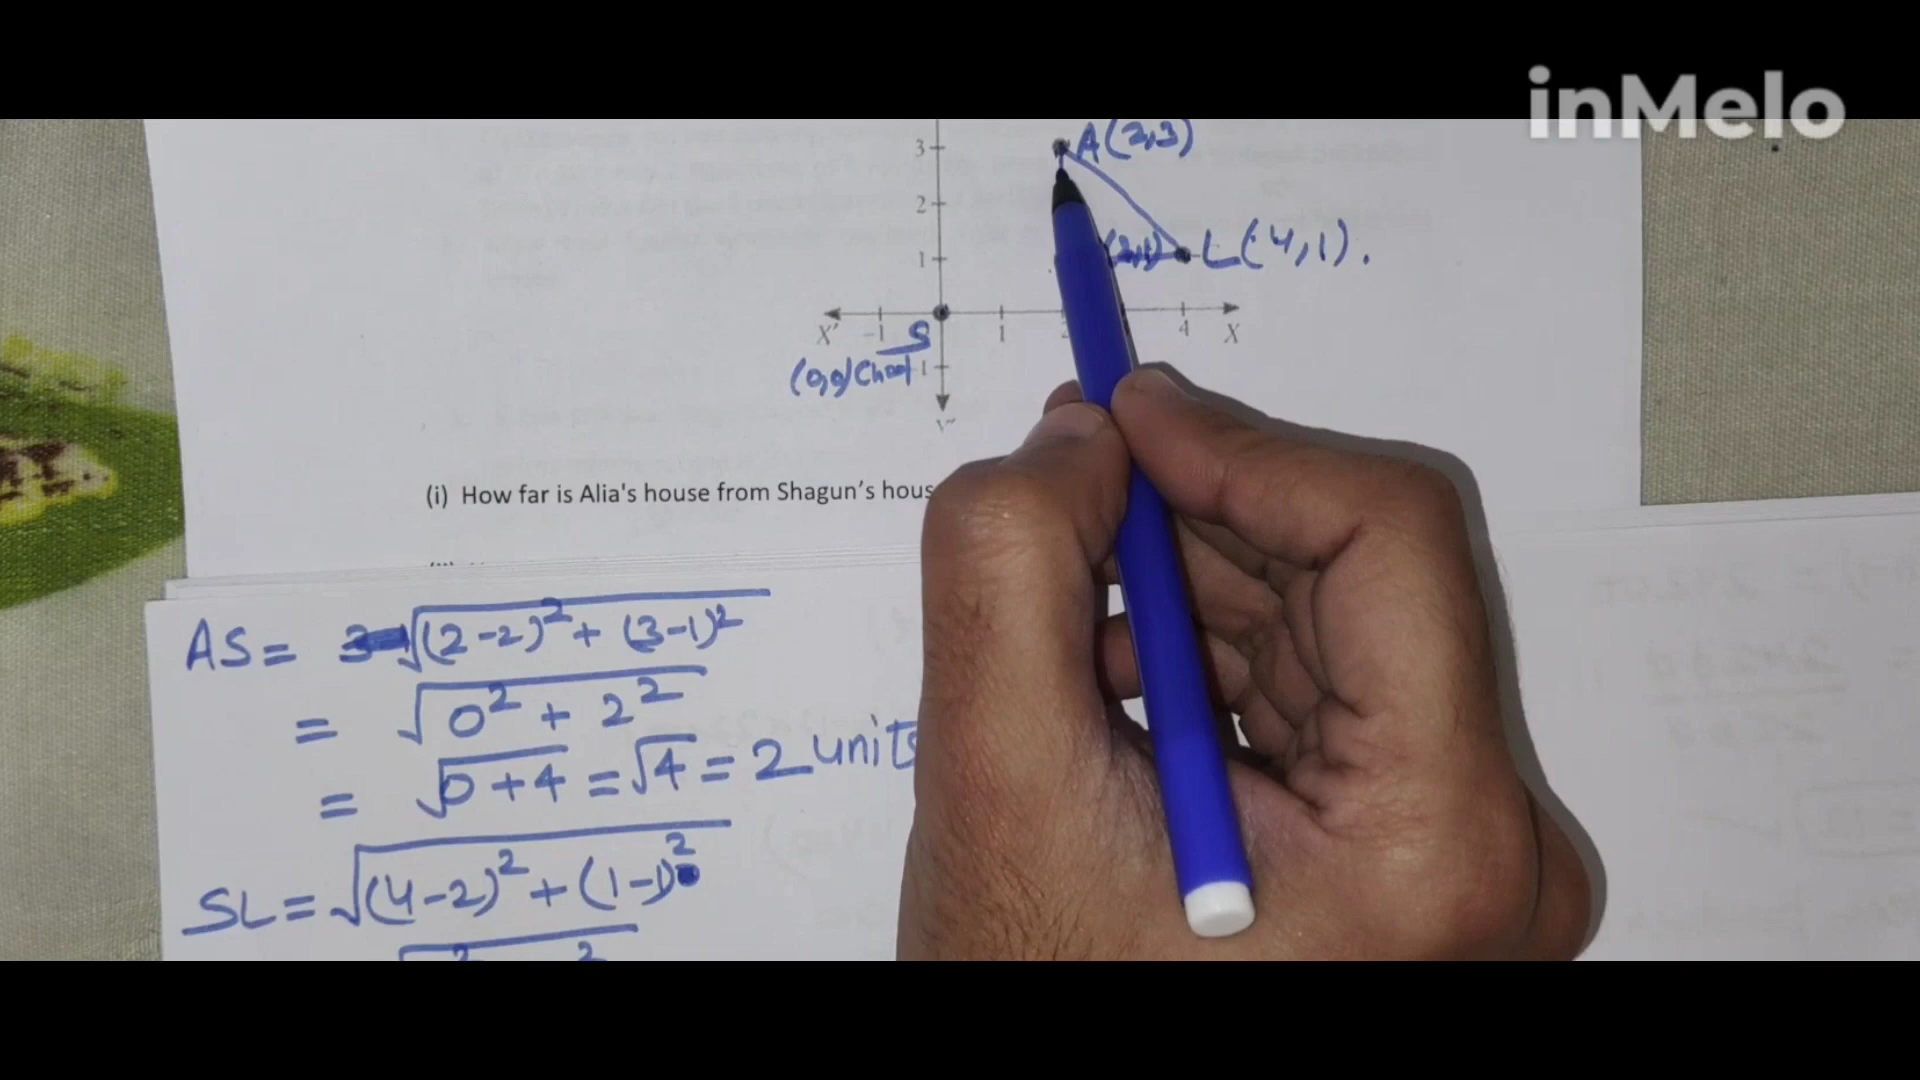 inMelo
3 A(2,3)
2
1 (2,1) L(4,1).
X' -1 S 1 4 X
(0,0) chool -1
(i) How far is Alia's house from Shagun's hous
AS = 3 √(2-2)² + (3-1)²
= √0² + 2²
= √0+4 = √4 = 2 units
SL = √(4-2)² + (1-1)²